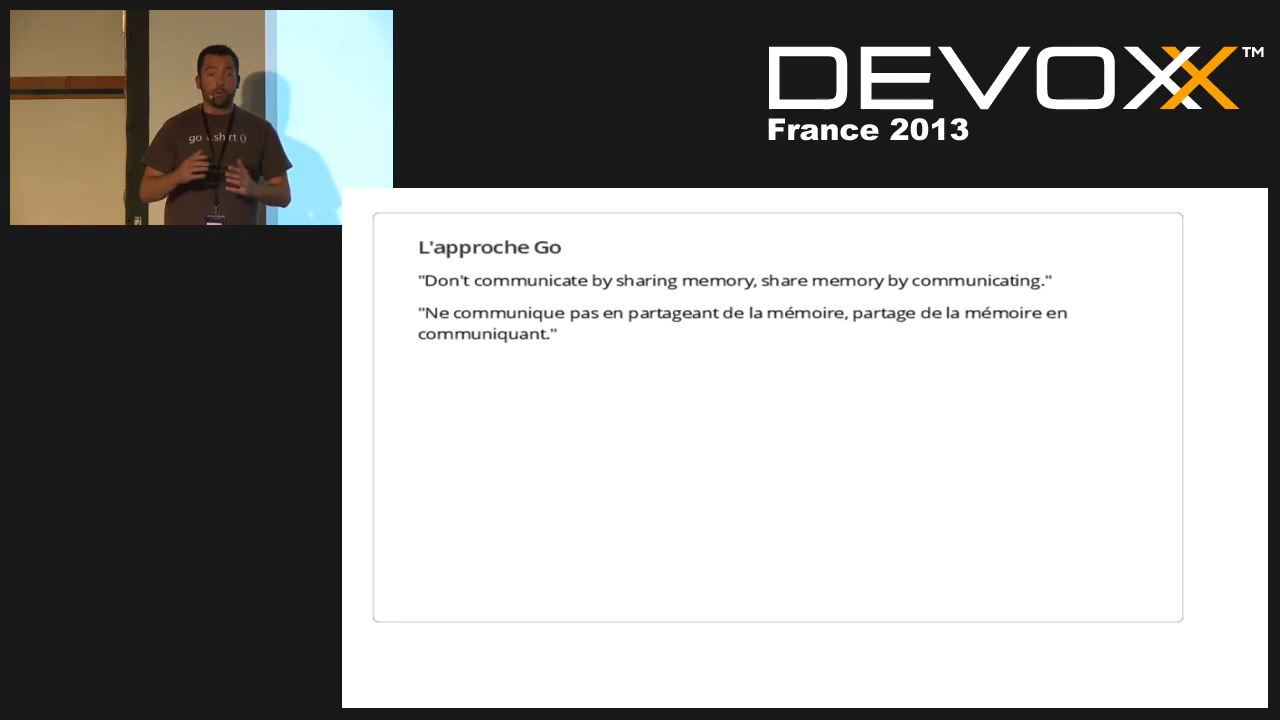 DEVOXX™
France 2013
go
L'approche Go
"Don't communicate by sharing memory, share memory by communicating."
"Ne communique pas en partageant de la mémoire, partage de la mémoire en
communiquant."